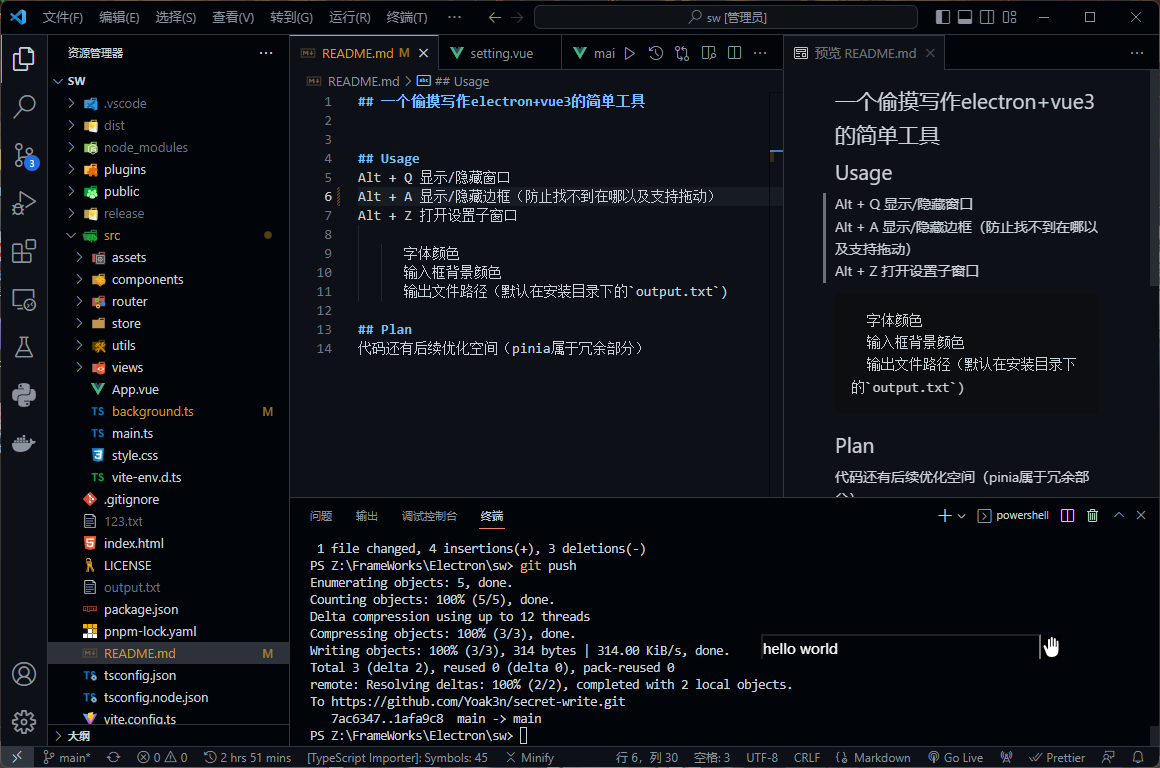 文件(F) 编辑(E) 选择(S) 查看(V) 转到(G) 运行(R) 终端(T) ··· sw [管理员]
资源管理器 ···
SW
.vscode
dist
node_modules
plugins
public
release
src
assets
components
router
store
utils
views
App.vue
TS background.ts M
TS main.ts
style.css
TS vite-env.d.ts
.gitignore
123.txt
index.html
LICENSE
output.txt
package.json
pnpm-lock.yaml
README.md M
tsconfig.json
tsconfig.node.json
vite.config.ts
大纲
3
README.md M setting.vue mai ···
README.md > ## Usage
1 ## 一个偷摸写作electron+vue3的简单工具
2
3
4 ## Usage
5 Alt + Q 显示/隐藏窗口
6 Alt + A 显示/隐藏边框（防止找不到在哪以及支持拖动）
7 Alt + Z 打开设置子窗口
8
9 字体颜色
10 输入框背景颜色
11 输出文件路径（默认在安装目录下的`output.txt`)
12
13 ## Plan
14 代码还有后续优化空间（pinia属于冗余部分）
预览 README.md ···
一个偷摸写作electron+vue3
的简单工具
Usage
Alt + Q 显示/隐藏窗口
Alt + A 显示/隐藏边框（防止找不到在哪以
及支持拖动）
Alt + Z 打开设置子窗口
字体颜色
输入框背景颜色
输出文件路径（默认在安装目录下
的`output.txt`)
Plan
代码还有后续优化空间（pinia属于冗余部
分）
问题 输出 调试控制台 终端 powershell
1 file changed, 4 insertions(+), 3 deletions(-)
PS Z:\FrameWorks\Electron\sw> git push
Enumerating objects: 5, done.
Counting objects: 100% (5/5), done.
Delta compression using up to 12 threads
Compressing objects: 100% (3/3), done.
Writing objects: 100% (3/3), 314 bytes | 314.00 KiB/s, done.
Total 3 (delta 2), reused 0 (delta 0), pack-reused 0
remote: Resolving deltas: 100% (2/2), completed with 2 local objects.
To https://github.com/Yoak3n/secret-write.git
7ac6347..1afa9c8 main -> main
PS Z:\FrameWorks\Electron\sw>
hello world
main* 0 0 2 hrs 51 mins [TypeScript Importer]: Symbols: 45 Minify 行 6，列 30 空格: 3 UTF-8 CRLF Markdown Go Live Prettier